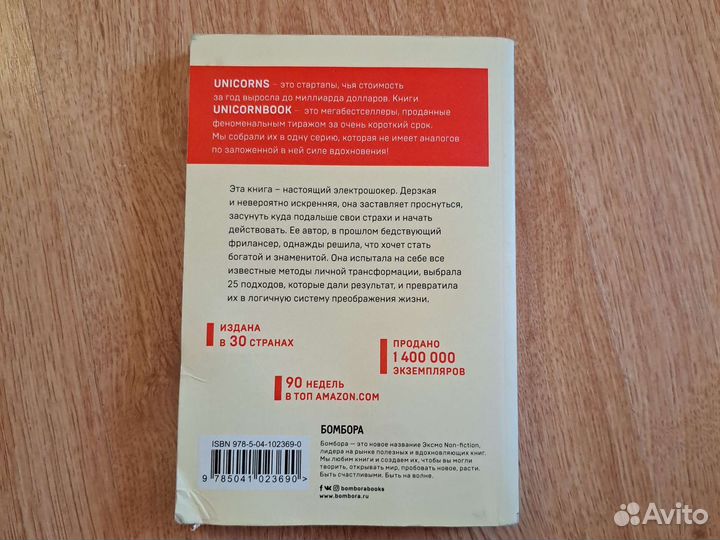 UNICORNS – это стартапы, чья стоимость
за год выросла до миллиарда долларов. Книги
UNICORNBOOK – это мегабестселлеры, проданные
феноменальным тиражом за очень короткий срок.
Мы собрали их в одну серию, которая не имеет аналогов
по заложенной в ней силе вдохновения!
Эта книга – настоящий электрошокер. Дерзкая
и невероятно искренняя, она заставляет проснуться,
засунуть куда подальше свои страхи и начать
действовать. Ее автор, в прошлом бедствующий
фрилансер, однажды решила, что хочет стать
богатой и знаменитой. Она испытала на себе все
известные методы личной трансформации, выбрала
25 подходов, которые дали результат, и превратила
их в логичную систему преображения жизни.
ИЗДАНА
В 30 СТРАНАХ
ПРОДАНО
1 400 000
ЭКЗЕМПЛЯРОВ
90 НЕДЕЛЬ
В ТОП AMAZON.COM
БОМБОРА
Бомбора – это новое название Эксмо Non-fiction,
лидера на рынке полезных и вдохновляющих книг.
Мы любим книги и создаем их, чтобы вы могли
творить, открывать мир, пробовать новое, расти.
Быть счастливыми. Быть на волне.
bomborabooks
www.bombora.ru
ISBN 978-5-04-102369-0
9 785041 023690 >
Avito